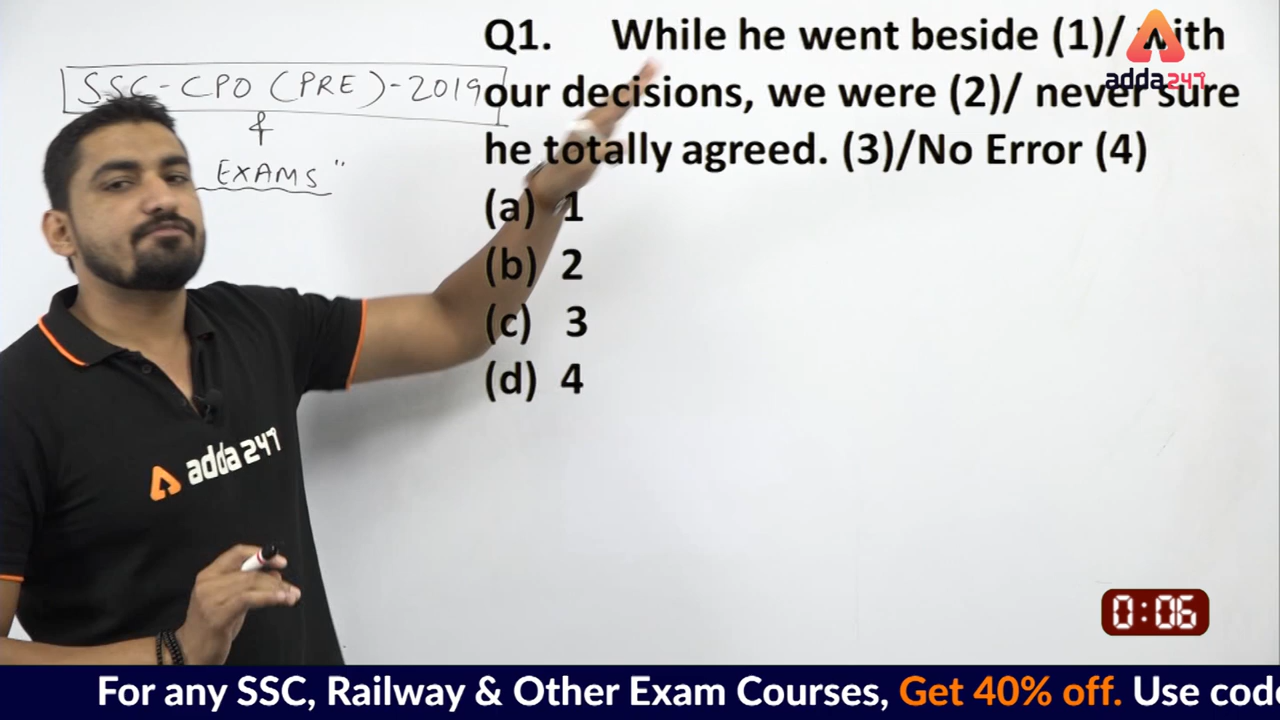 Q1. While he went beside (1)/ with
our decisions, we were (2)/ never sure
he totally agreed. (3)/No Error (4)
(a) 1
(b) 2
(c) 3
(d) 4
SSC-CPO (PRE)-2019
&
EXAMS"
adda247
adda 247
0:06
For any SSC, Railway & Other Exam Courses, Get 40% off. Use code